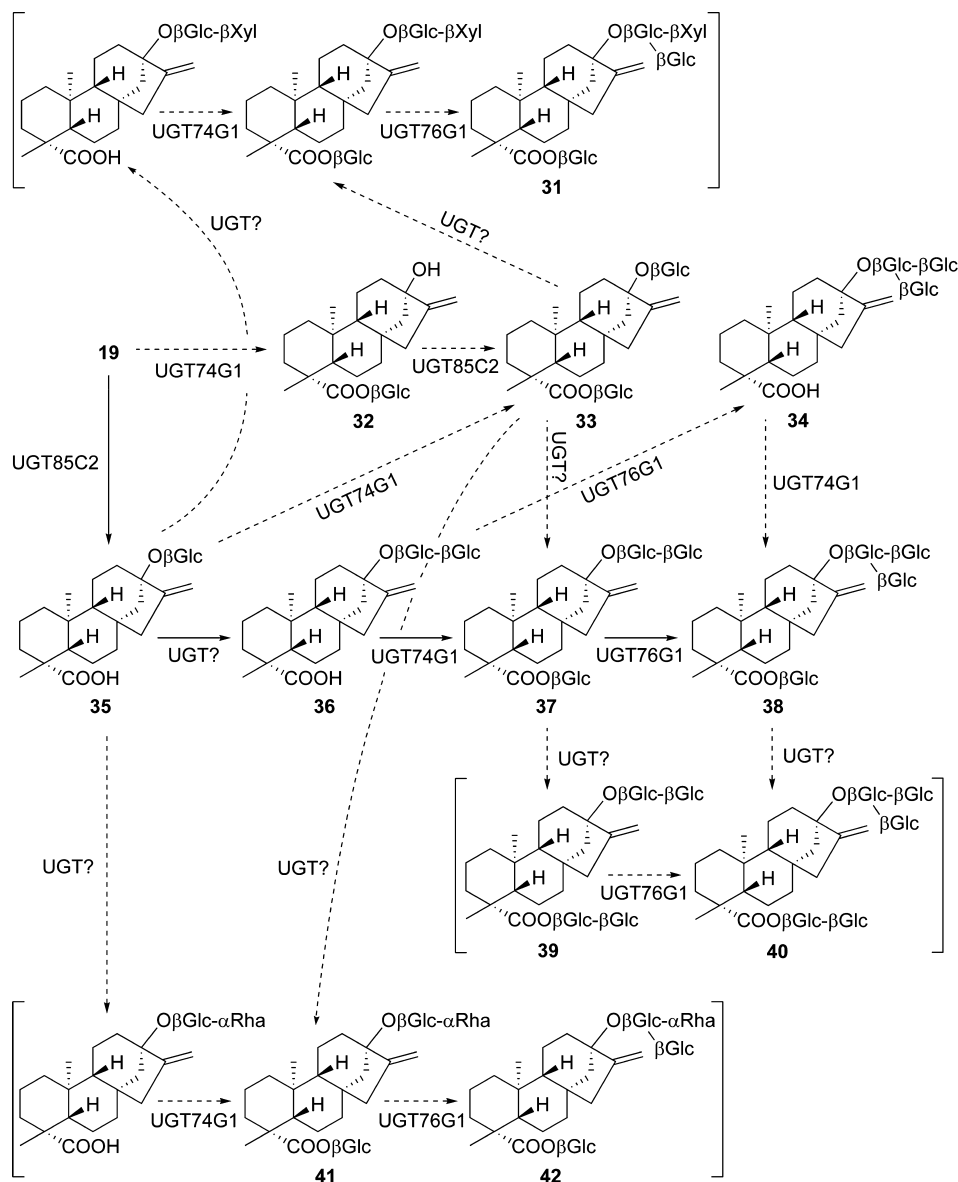 OβGlc-βXyl
OβGlc-βXyl
OβGlc-βXyl
βGlc
H
H
H
H
H
H
UGT74G1
UGT76G1
COOH
COOβGlc
COOβGlc
31
UGT?
UGT?
OH
OβGlc
OβGlc-βGlc
βGlc
H
H
H
19
UGT74G1
H
UGT85C2
H
H
COOβGlc
COOβGlc
COOH
32
33
34
UGT85C2
UGT74G1
UGT?
UGT76G1
UGT74G1
OβGlc
OβGlc-βGlc
OβGlc-βGlc
OβGlc-βGlc
βGlc
H
H
H
H
H
H
H
H
UGT?
UGT74G1
UGT76G1
COOH
COOH
COOβGlc
COOβGlc
35
36
37
38
UGT?
UGT?
OβGlc-βGlc
OβGlc-βGlc
βGlc
UGT?
UGT?
H
H
H
H
UGT76G1
COOβGlc-βGlc
COOβGlc-βGlc
39
40
OβGlc-αRha
OβGlc-αRha
OβGlc-αRha
βGlc
H
H
H
H
H
H
UGT74G1
UGT76G1
COOH
COOβGlc
COOβGlc
41
42